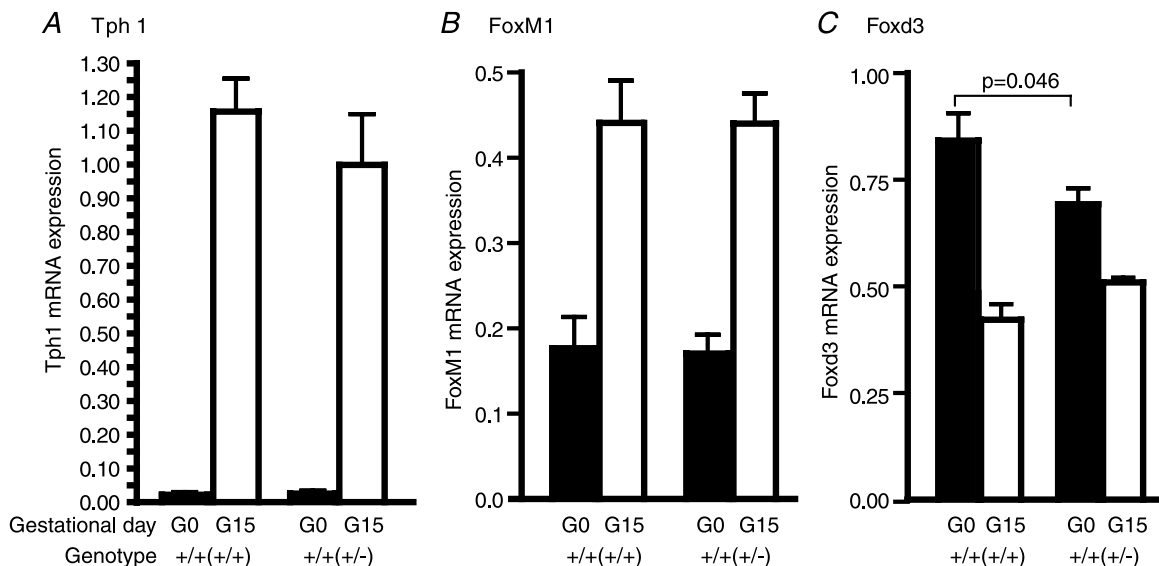 A Tph 1
Tph1 mRNA expression
1.30
1.20
1.10
1.00
0.90
0.80
0.70
0.60
0.50
0.40
0.30
0.20
0.10
0.00
B FoxM1
FoxM1 mRNA expression
0.5
0.4
0.3
0.2
0.1
0.0
C Foxd3
Foxd3 mRNA expression
1.00
0.75
0.50
0.25
0.00
p=0.046
Gestational day G0 G15 G0 G15 G0 G15 G0 G15 G0 G15 G0 G15
Genotype +/+(+/+) +/+(+/-) +/+(+/+) +/+(+/-) +/+(+/+) +/+(+/-)